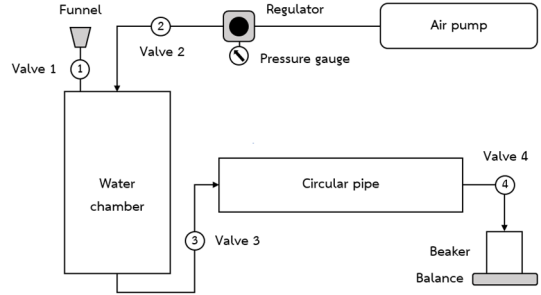 Funnel
Regulator
Air pump
2
Valve 2
Pressure gauge
Valve 1
1
Water
chamber
Circular pipe
Valve 4
4
3
Valve 3
Beaker
Balance